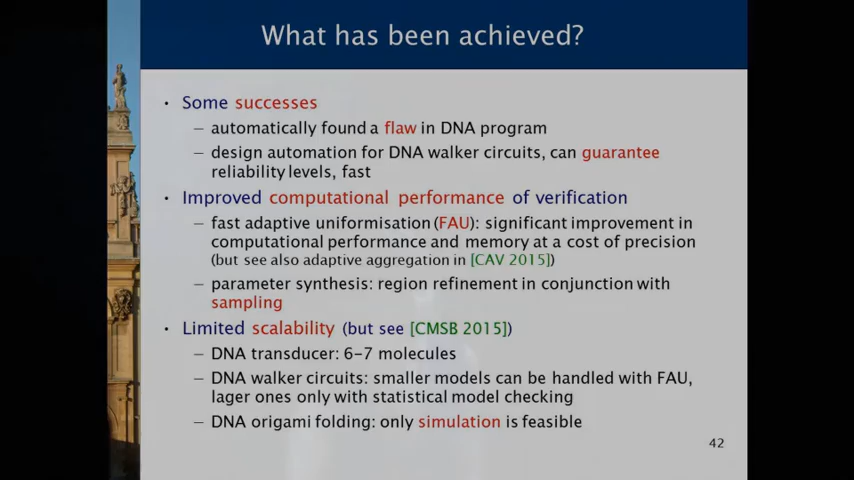 What has been achieved?
• Some successes
– automatically found a flaw in DNA program
– design automation for DNA walker circuits, can guarantee
reliability levels, fast
• Improved computational performance of verification
– fast adaptive uniformisation (FAU): significant improvement in
computational performance and memory at a cost of precision
(but see also adaptive aggregation in [CAV 2015])
– parameter synthesis: region refinement in conjunction with
sampling
• Limited scalability (but see [CMSB 2015])
– DNA transducer: 6–7 molecules
– DNA walker circuits: smaller models can be handled with FAU,
lager ones only with statistical model checking
– DNA origami folding: only simulation is feasible
42